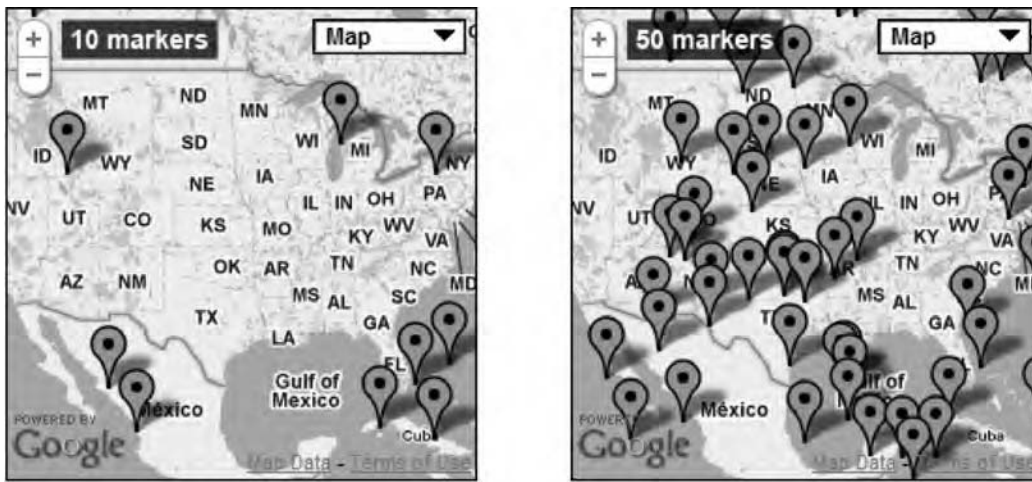 +
10 markers
Map
−
MT
ND
MN
ID
WY
SD
WI
MI
NY
NE
IA
PA
NV
UT
CO
IL
IN
OH
KS
MO
KY
WV
VA
AZ
NM
OK
AR
TN
NC
MS
AL
SC
MD
TX
GA
LA
FL
Gulf of
Mexico
México
POWERED BY
Google
Cuba
Map Data - Terms of Use
+
50 markers
Map
−
ND
WI
MI
ID
WY
NE
IA
NV
IL
IN
OH
KS
WV
KY
VA
TN
NC
MS
AL
GA
México
Cuba
Google
Map Data